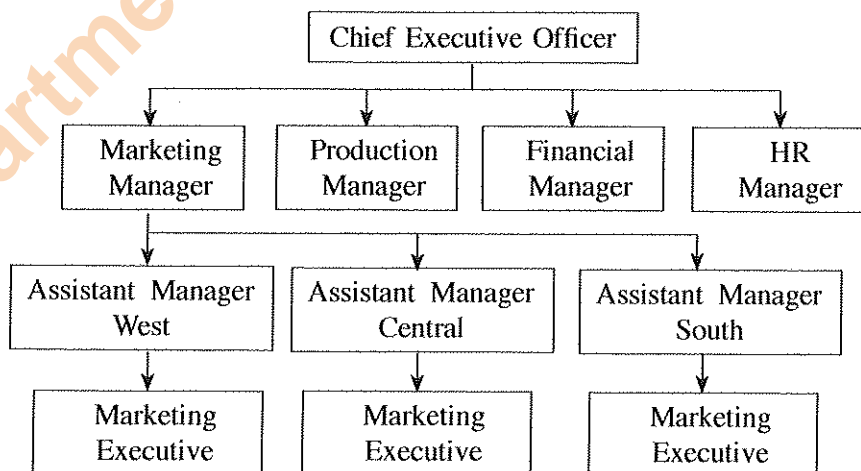 Chief Executive Officer
Marketing
Manager
Production
Manager
Financial
Manager
HR
Manager
Assistant Manager
West
Assistant Manager
Central
Assistant Manager
South
Marketing
Executive
Marketing
Executive
Marketing
Executive